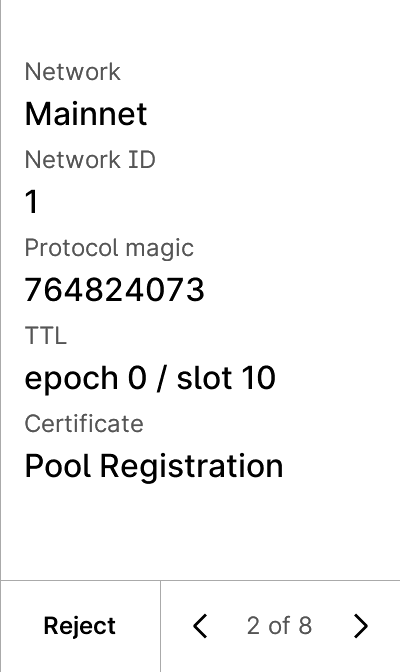 Network
Mainnet
Network ID
1
Protocol magic
764824073
TTL
epoch 0 / slot 10
Certificate
Pool Registration
Reject
2 of 8